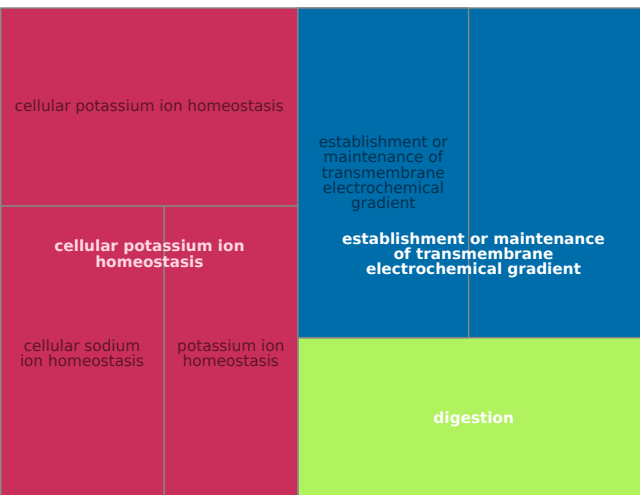 cellular potassium ion homeostasis
cellular potassium ion
homeostasis
cellular sodium
ion homeostasis
potassium ion
homeostasis
establishment or
maintenance of
transmembrane
electrochemical
gradient
establishment or maintenance
of transmembrane
electrochemical gradient
digestion